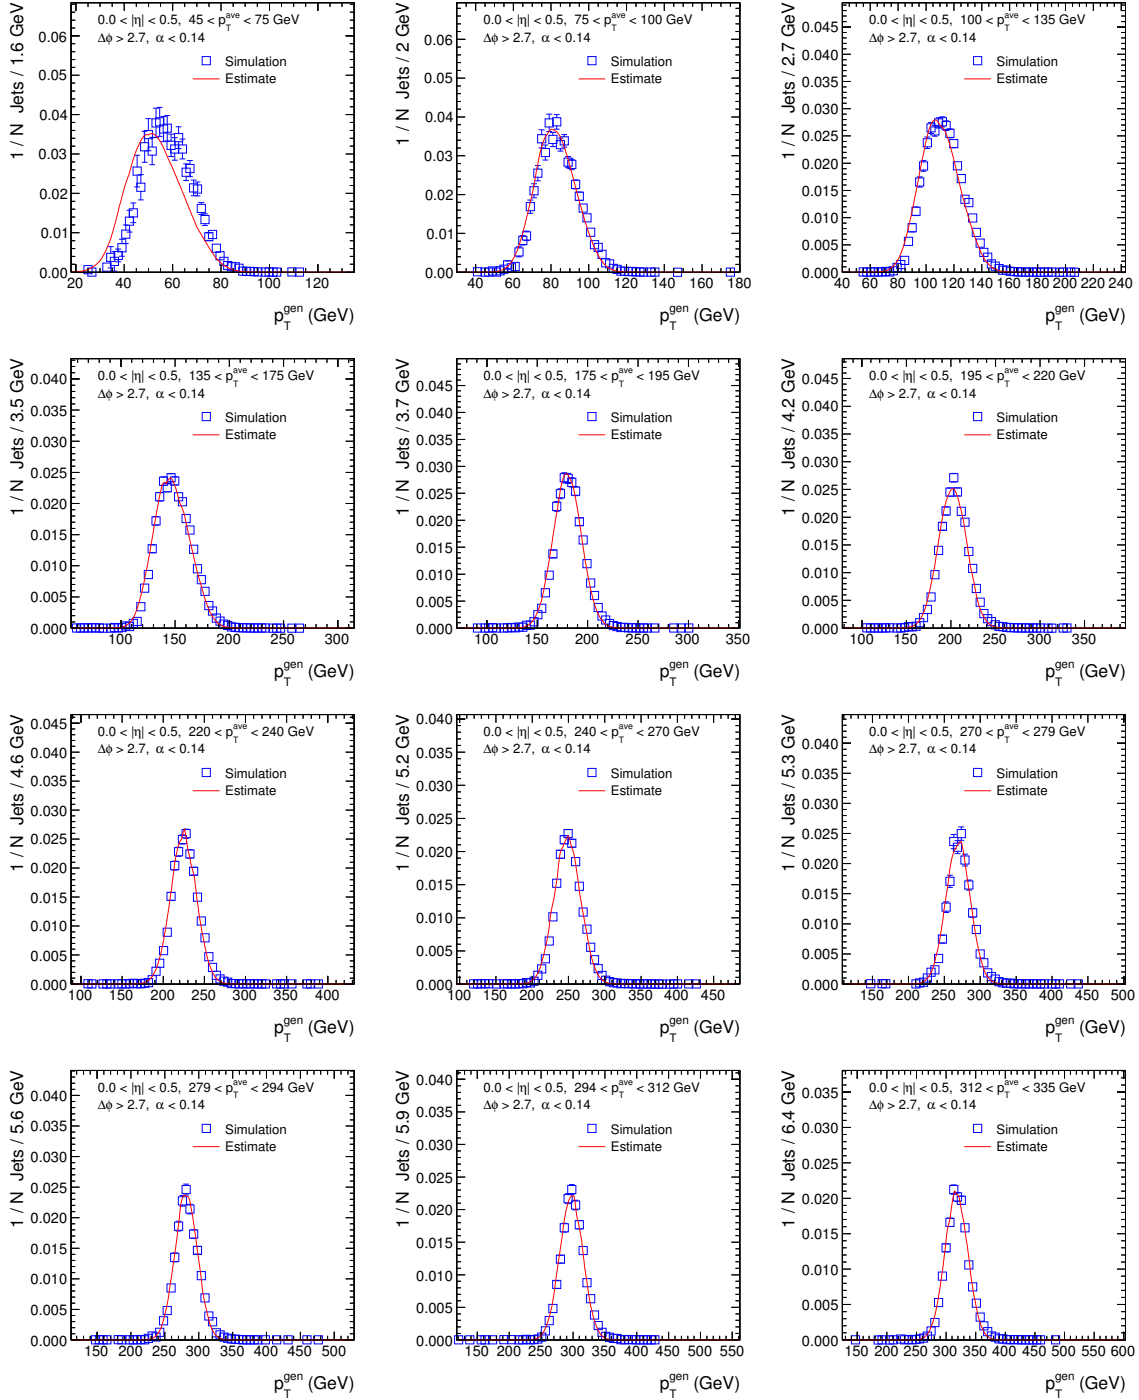 0.0 < |η| < 0.5, 45 < p_T^ave < 75 GeV
Δϕ > 2.7, α < 0.14
Simulation
Estimate
1 / N Jets / 1.6 GeV
0.06
0.05
0.04
0.03
0.02
0.01
0.00
20 40 60 80 100 120
p_T^gen (GeV)
0.0 < |η| < 0.5, 75 < p_T^ave < 100 GeV
Δϕ > 2.7, α < 0.14
Simulation
Estimate
1 / N Jets / 2 GeV
0.06
0.05
0.04
0.03
0.02
0.01
0.00
40 60 80 100 120 140 160 180
p_T^gen (GeV)
0.0 < |η| < 0.5, 100 < p_T^ave < 135 GeV
Δϕ > 2.7, α < 0.14
Simulation
Estimate
1 / N Jets / 2.7 GeV
0.045
0.040
0.035
0.030
0.025
0.020
0.015
0.010
0.005
0.000
40 60 80 100 120 140 160 180 200 220 240
p_T^gen (GeV)
0.0 < |η| < 0.5, 135 < p_T^ave < 175 GeV
Δϕ > 2.7, α < 0.14
Simulation
Estimate
1 / N Jets / 3.5 GeV
0.040
0.035
0.030
0.025
0.020
0.015
0.010
0.005
0.000
100 150 200 250 300
p_T^gen (GeV)
0.0 < |η| < 0.5, 175 < p_T^ave < 195 GeV
Δϕ > 2.7, α < 0.14
Simulation
Estimate
1 / N Jets / 3.7 GeV
0.045
0.040
0.035
0.030
0.025
0.020
0.015
0.010
0.005
0.000
100 150 200 250 300 350
p_T^gen (GeV)
0.0 < |η| < 0.5, 195 < p_T^ave < 220 GeV
Δϕ > 2.7, α < 0.14
Simulation
Estimate
1 / N Jets / 4.2 GeV
0.045
0.040
0.035
0.030
0.025
0.020
0.015
0.010
0.005
0.000
100 150 200 250 300 350
p_T^gen (GeV)
0.0 < |η| < 0.5, 220 < p_T^ave < 240 GeV
Δϕ > 2.7, α < 0.14
Simulation
Estimate
1 / N Jets / 4.6 GeV
0.045
0.040
0.035
0.030
0.025
0.020
0.015
0.010
0.005
0.000
100 150 200 250 300 350 400
p_T^gen (GeV)
0.0 < |η| < 0.5, 240 < p_T^ave < 270 GeV
Δϕ > 2.7, α < 0.14
Simulation
Estimate
1 / N Jets / 5.2 GeV
0.040
0.035
0.030
0.025
0.020
0.015
0.010
0.005
0.000
100 150 200 250 300 350 400 450
p_T^gen (GeV)
0.0 < |η| < 0.5, 270 < p_T^ave < 279 GeV
Δϕ > 2.7, α < 0.14
Simulation
Estimate
1 / N Jets / 5.3 GeV
0.040
0.035
0.030
0.025
0.020
0.015
0.010
0.005
0.000
150 200 250 300 350 400 450 500
p_T^gen (GeV)
0.0 < |η| < 0.5, 279 < p_T^ave < 294 GeV
Δϕ > 2.7, α < 0.14
Simulation
Estimate
1 / N Jets / 5.6 GeV
0.040
0.035
0.030
0.025
0.020
0.015
0.010
0.005
0.000
150 200 250 300 350 400 450 500
p_T^gen (GeV)
0.0 < |η| < 0.5, 294 < p_T^ave < 312 GeV
Δϕ > 2.7, α < 0.14
Simulation
Estimate
1 / N Jets / 5.9 GeV
0.040
0.035
0.030
0.025
0.020
0.015
0.010
0.005
0.000
150 200 250 300 350 400 450 500 550
p_T^gen (GeV)
0.0 < |η| < 0.5, 312 < p_T^ave < 335 GeV
Δϕ > 2.7, α < 0.14
Simulation
Estimate
1 / N Jets / 6.4 GeV
0.035
0.030
0.025
0.020
0.015
0.010
0.005
0.000
150 200 250 300 350 400 450 500 550 600
p_T^gen (GeV)